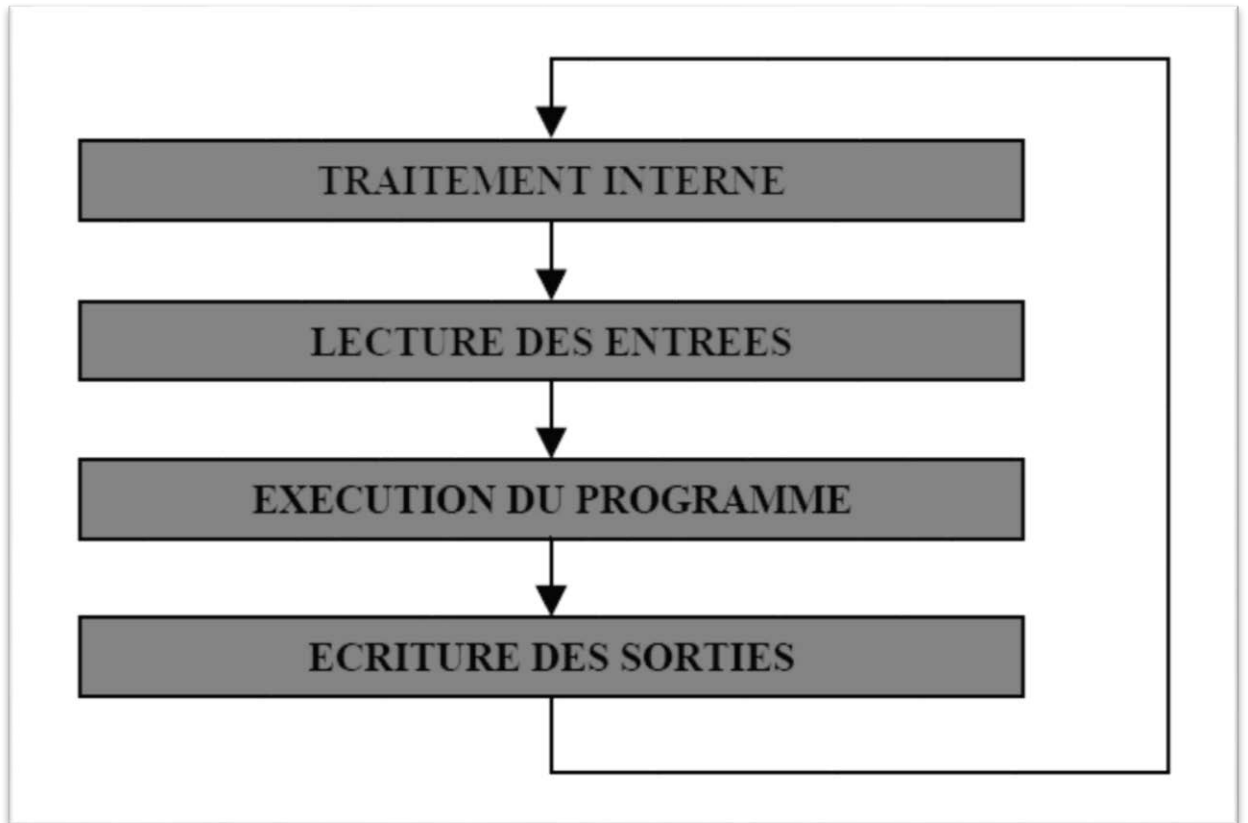 TRAITEMENT INTERNE
LECTURE DES ENTREES
EXECUTION DU PROGRAMME
ECRITURE DES SORTIES